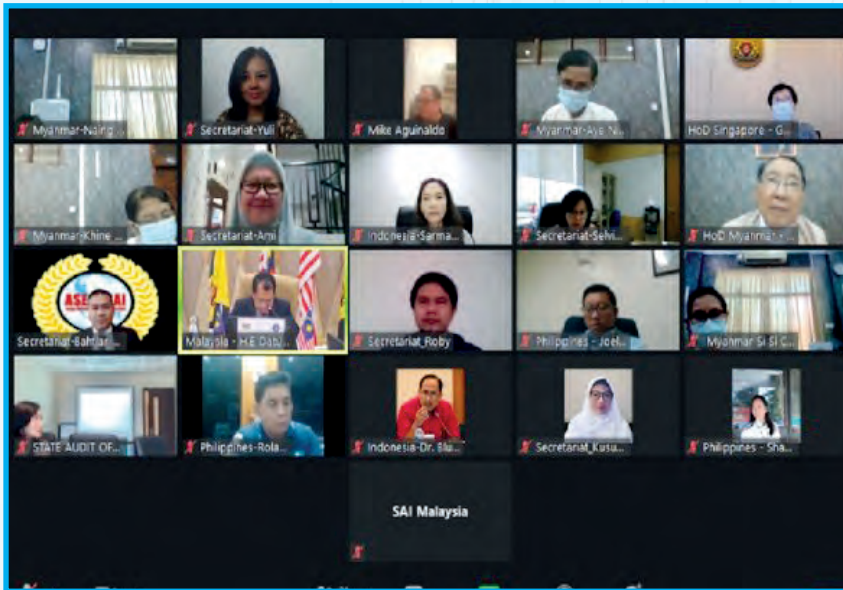 Myanmar-Naing ...
Secretariat-Yuli
Mike Aguinaldo
Myanmar-Aye N...
HoD Singapore - G...
Myanmar-Khine ...
Secretariat-Ami
Indonesia-Sarma...
Secretariat-Selvi...
HoD Myanmar - ...
Secretariat-Bahtiar ...
Malaysia - H.E Datu...
Secretariat_Roby
Philippines - Joel...
Myanmar Si Si C...
STATE AUDIT OF...
Philippines-Rola...
Indonesia-Dr. Blu...
Secretariat_Kusu...
Philippines - Sha...
SAI Malaysia